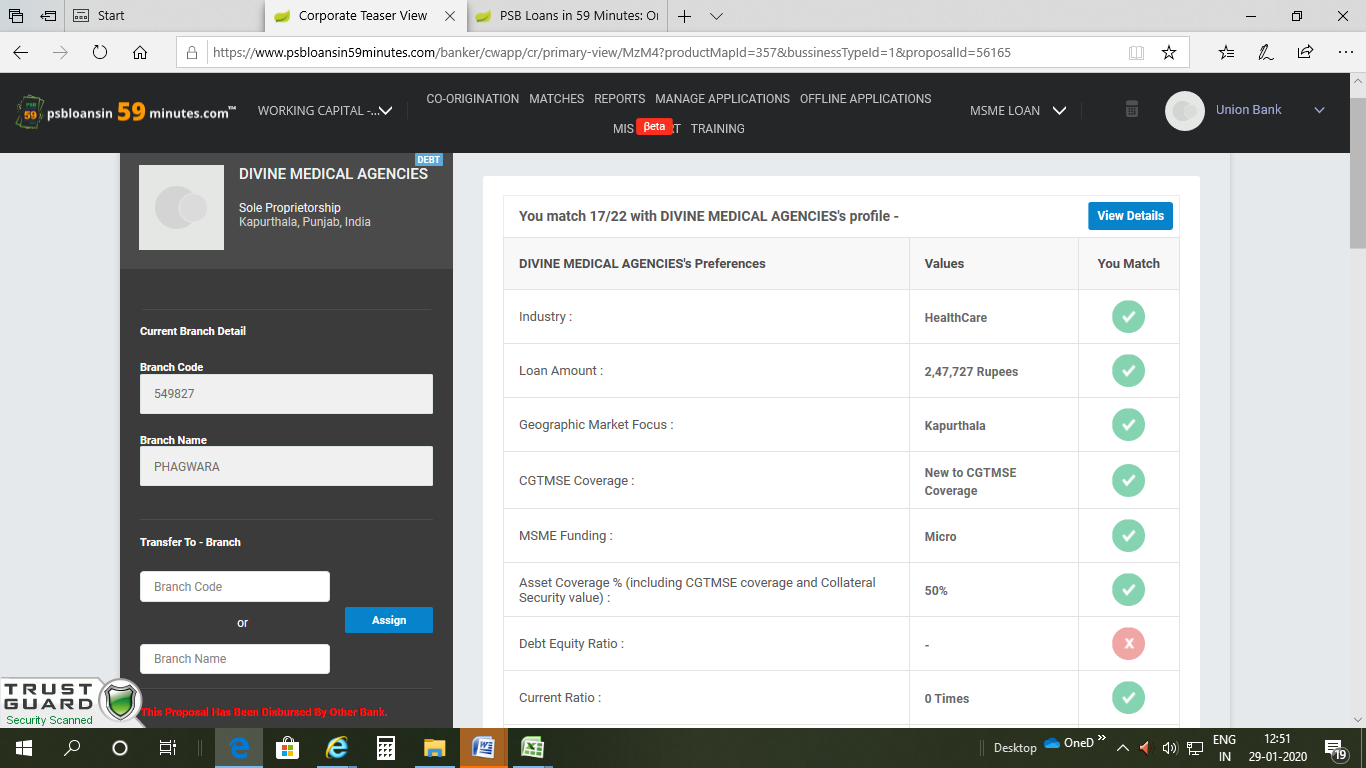 Start
Corporate Teaser View
PSB Loans in 59 Minutes: Or
https://www.psbloansin59minutes.com/banker/cwapp/cr/primary-view/MzM4?productMapId=357&bussinessTypeId=1&proposalId=56165
PSB
59
psbloansin 59 minutes.com™
WORKING CAPITAL -...
CO-ORIGINATION MATCHES REPORTS MANAGE APPLICATIONS OFFLINE APPLICATIONS
MIS βeta T TRAINING
MSME LOAN
Union Bank
DEBT
DIVINE MEDICAL AGENCIES
Sole Proprietorship
Kapurthala, Punjab, India
Current Branch Detail
Branch Code
549827
Branch Name
PHAGWARA
Transfer To - Branch
Branch Code
or
Assign
Branch Name
This Proposal Has Been Disbursed By Other Bank.
TRUST
GUARD
Security Scanned
You match 17/22 with DIVINE MEDICAL AGENCIES's profile -
View Details
DIVINE MEDICAL AGENCIES's Preferences Values You Match
Industry : HealthCare
Loan Amount : 2,47,727 Rupees
Geographic Market Focus : Kapurthala
CGTMSE Coverage : New to CGTMSE
Coverage
MSME Funding : Micro
Asset Coverage % (including CGTMSE coverage and Collateral
Security value) : 50%
Debt Equity Ratio : - X
Current Ratio : 0 Times
Desktop
OneD
ENG
IN
12:51
29-01-2020
19